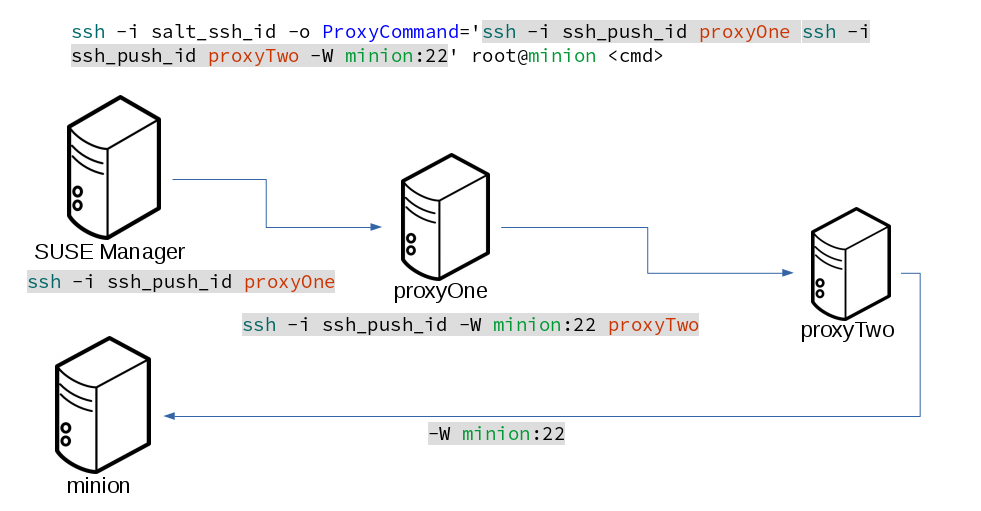 ssh -i salt_ssh_id -o ProxyCommand='ssh -i ssh_push_id proxyOne ssh -i
ssh_push_id proxyTwo -W minion:22' root@minion <cmd>
SUSE Manager
ssh -i ssh_push_id proxyOne
proxyOne
ssh -i ssh_push_id -W minion:22 proxyTwo
proxyTwo
-W minion:22
minion